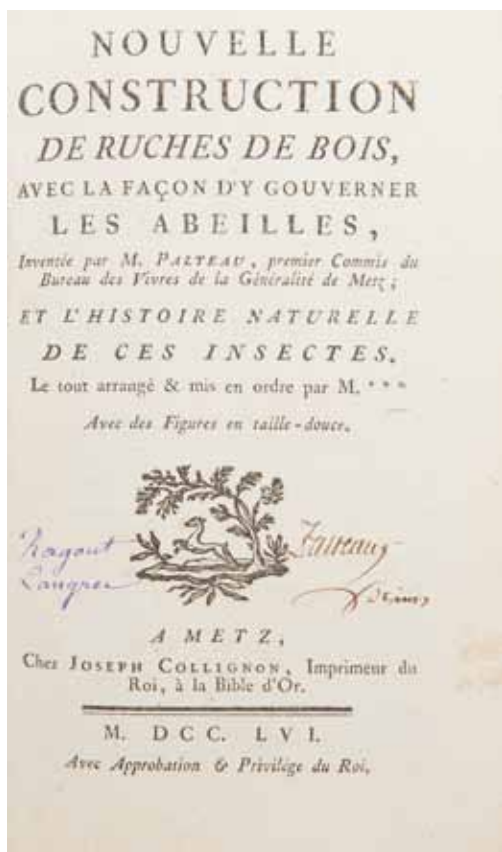 NOUVELLE
CONSTRUCTION
DE RUCHES DE BOIS,
AVEC LA FAÇON D'Y GOUVERNER
LES ABEILLES,
Inventée par M. PALTEAU, premier Commis du
Bureau des Vivres de la Généralité de Metz;
ET L'HISTOIRE NATURELLE
DE CES INSECTES.
Le tout arrangé & mis en ordre par M. ***
Avec des Figures en taille-douce.
Langres
A METZ,
Chez JOSEPH COLLIGNON, Imprimeur du
Roi, à la Bible d'Or.
M. DCC. LVI.
Avec Approbation & Privilège du Roi.